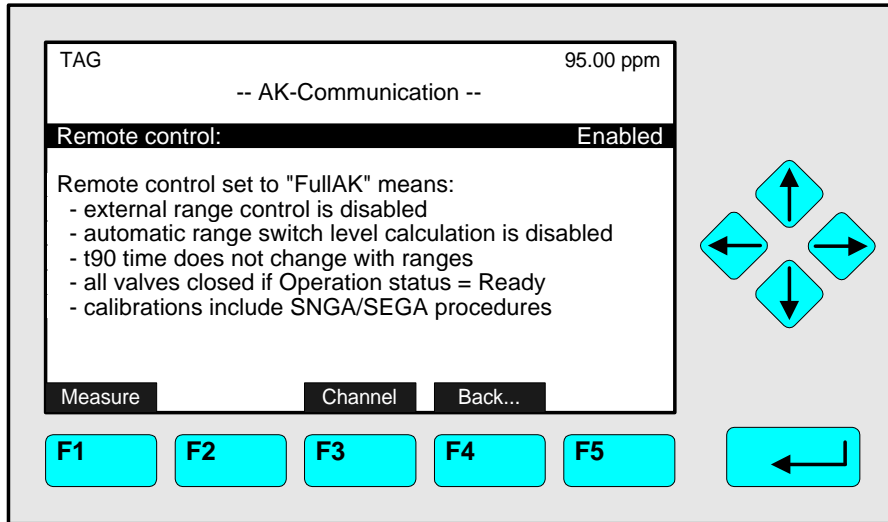 TAG 95.00 ppm
-- AK-Communication --
Remote control: Enabled
Remote control set to "FullAK" means:
- external range control is disabled
- automatic range switch level calculation is disabled
- t90 time does not change with ranges
- all valves closed if Operation status = Ready
- calibrations include SNGA/SEGA procedures
Measure Channel Back...
F1 F2 F3 F4 F5